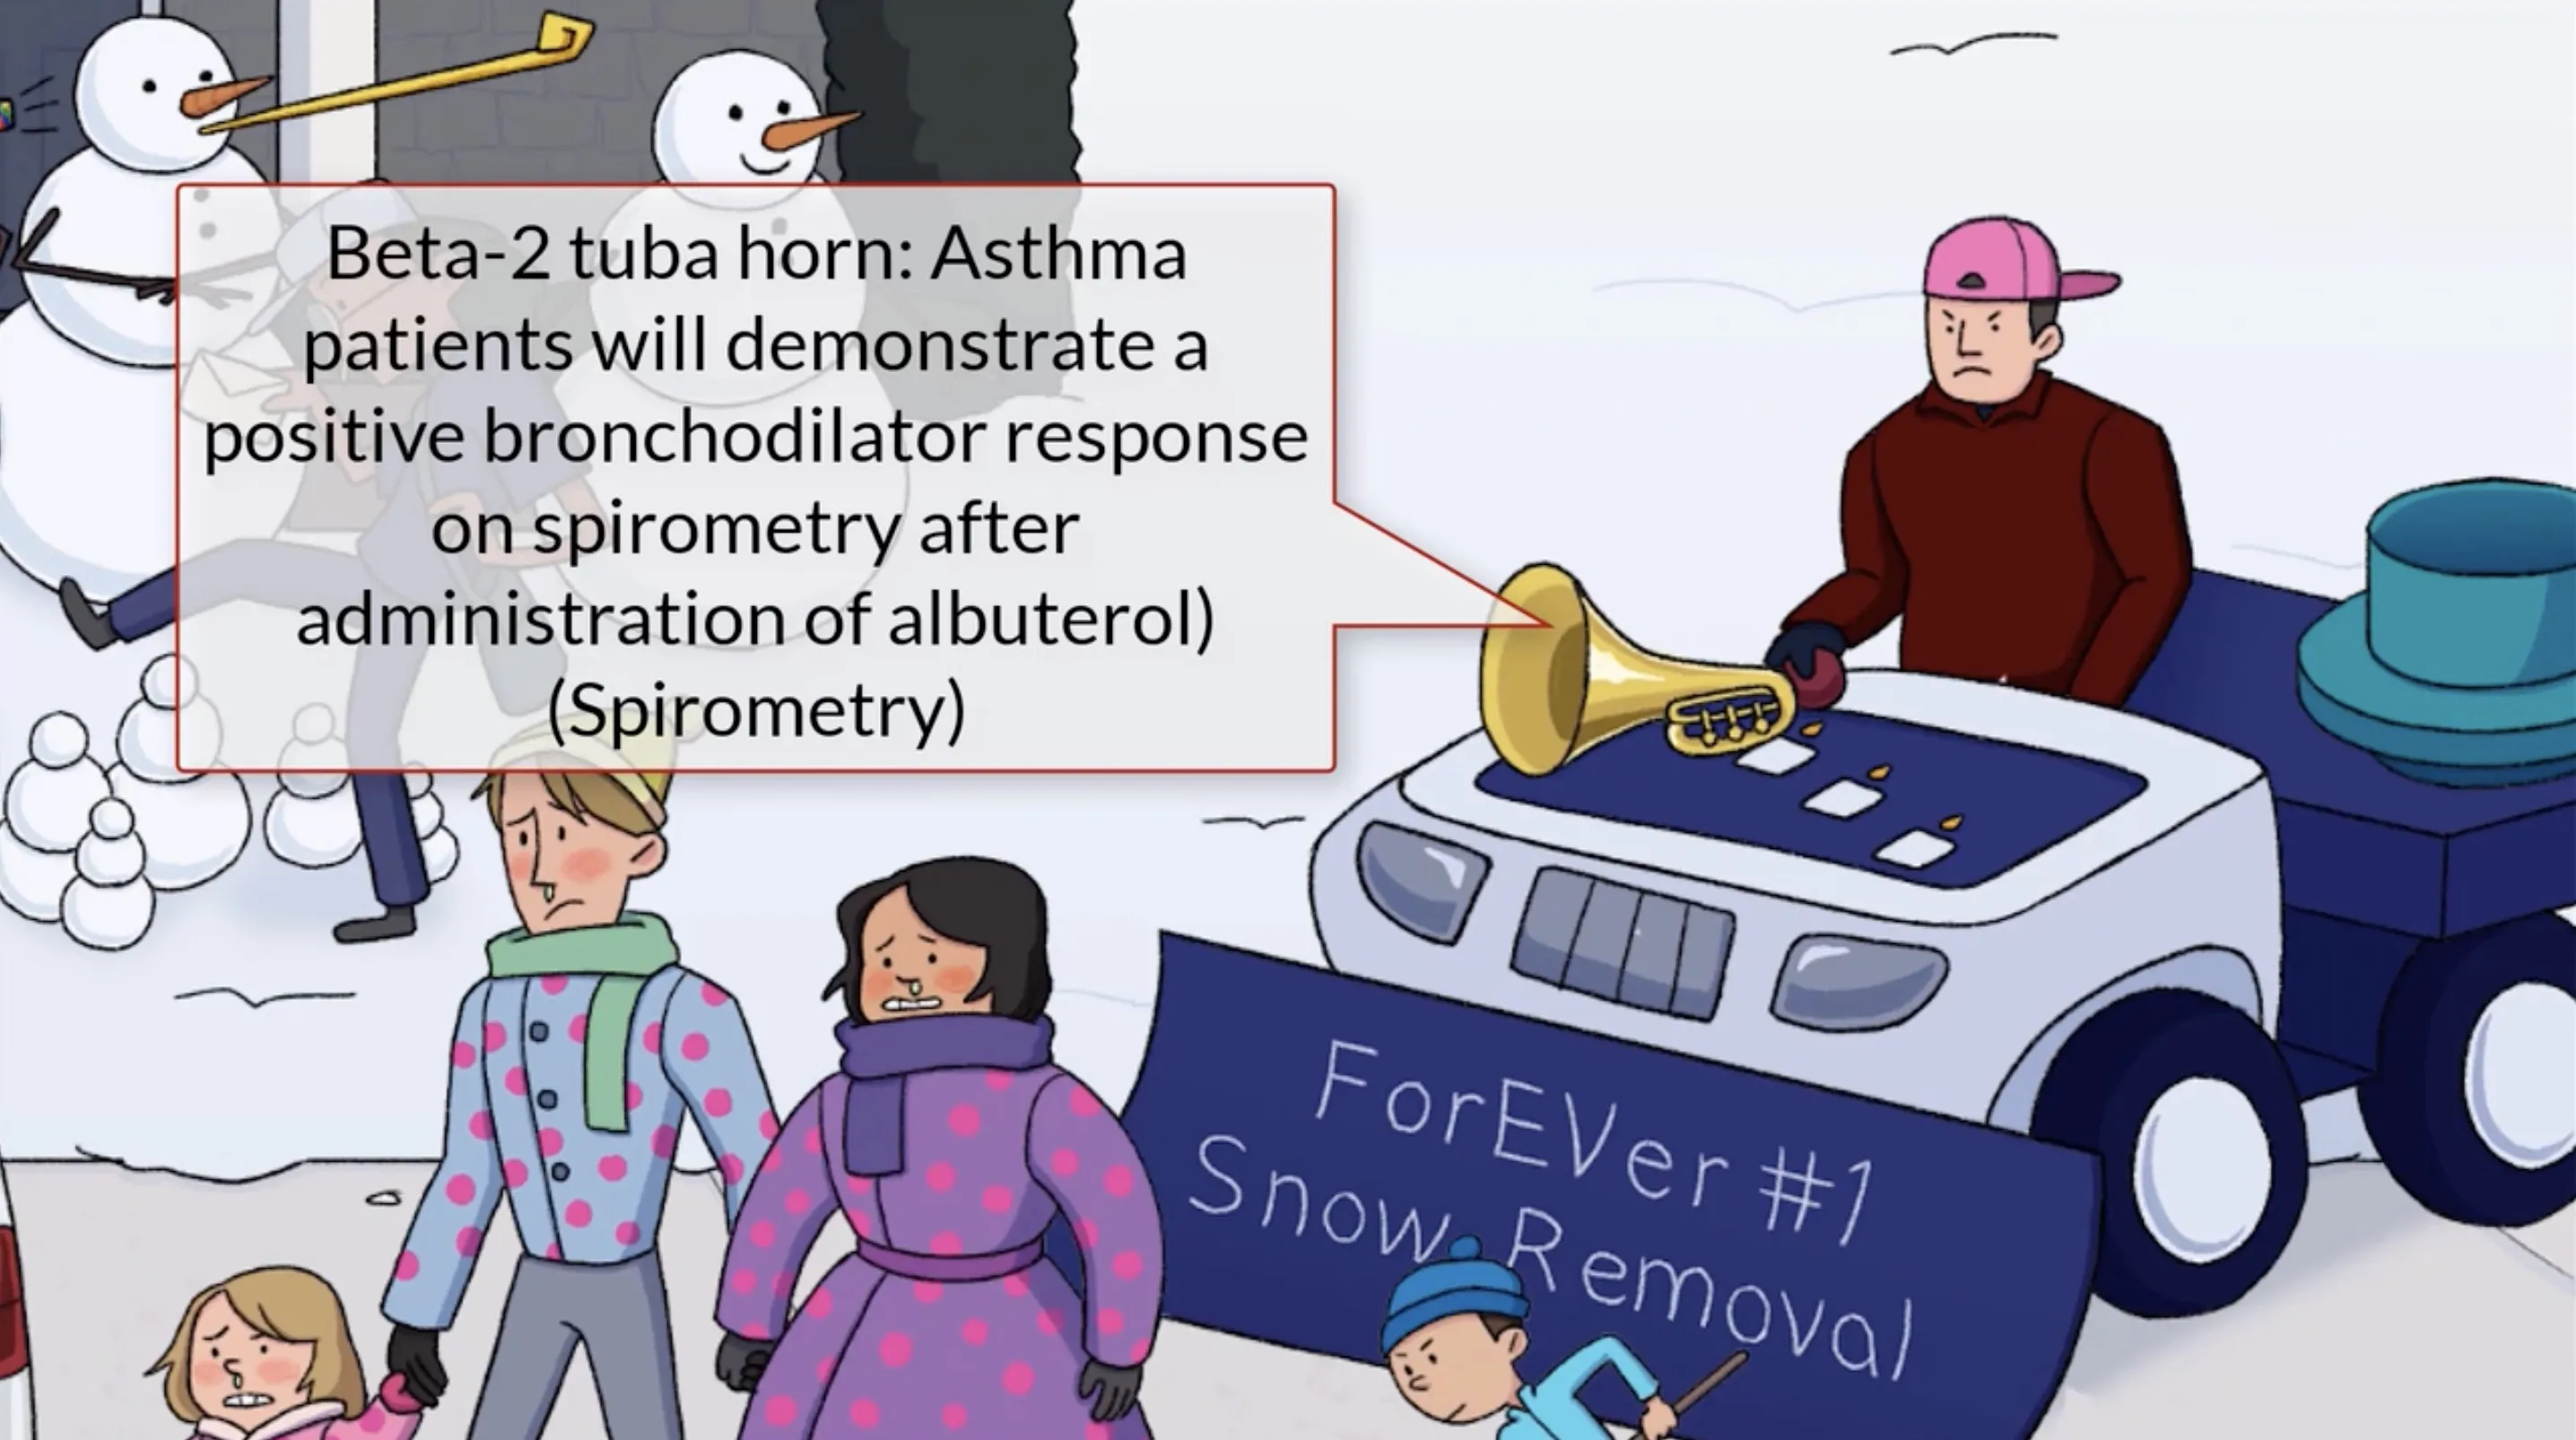 Beta-2 tuba horn: Asthma
patients will demonstrate a
positive bronchodilator response
on spirometry after
administration of albuterol)
(Spirometry)
ForEVer #1
Snow Removal